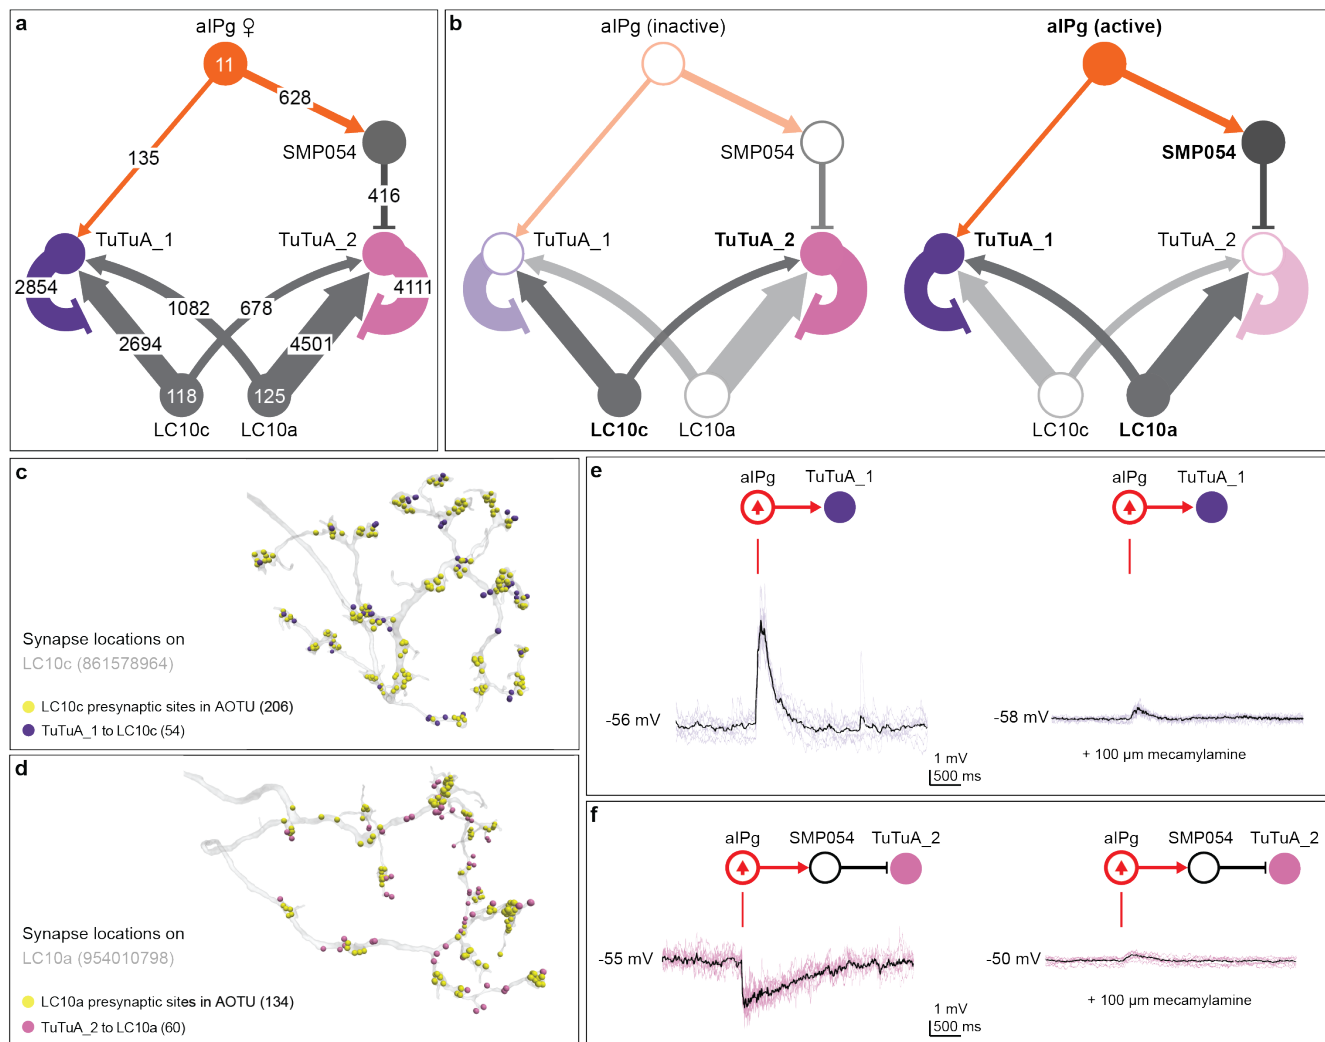 a
aIPg ♀
11
628
SMP054
135
416
TuTuA_1
TuTuA_2
2854
4111
1082
678
2694
4501
118
125
LC10c
LC10a
b
aIPg (inactive)
aIPg (active)
SMP054
SMP054
TuTuA_1
TuTuA_2
TuTuA_1
TuTuA_2
LC10c
LC10a
LC10c
LC10a
c
Synapse locations on
LC10c (861578964)
LC10c presynaptic sites in AOTU (206)
TuTuA_1 to LC10c (54)
d
Synapse locations on
LC10a (954010798)
LC10a presynaptic sites in AOTU (134)
TuTuA_2 to LC10a (60)
e
aIPg
TuTuA_1
aIPg
TuTuA_1
-56 mV
-58 mV
1 mV
500 ms
+ 100 µm mecamylamine
f
aIPg
SMP054
TuTuA_2
aIPg
SMP054
TuTuA_2
-55 mV
-50 mV
1 mV
500 ms
+ 100 µm mecamylamine